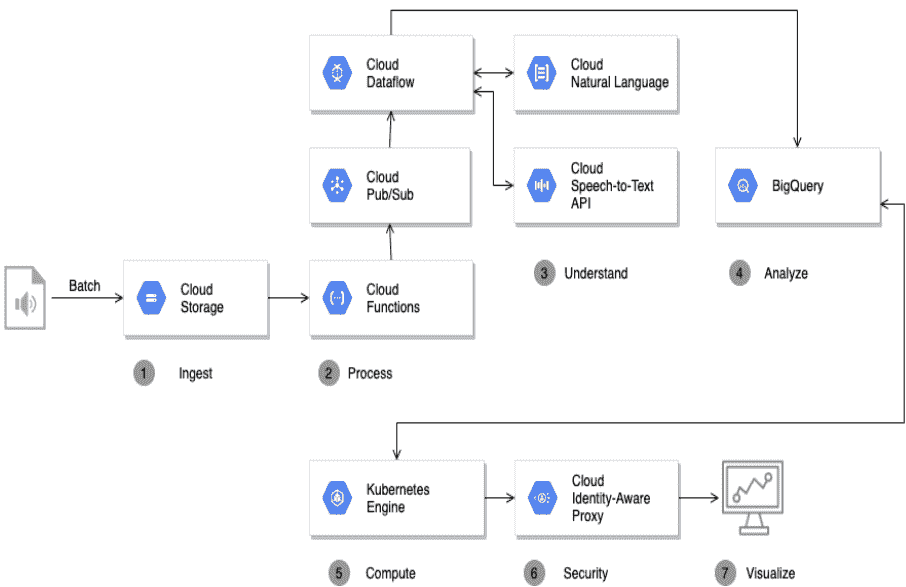 Cloud
Dataflow
Cloud
Natural Language
Cloud
Pub/Sub
Cloud
Speech-to-Text
API
BigQuery
3 Understand
4 Analyze
Batch
Cloud
Storage
Cloud
Functions
1 Ingest
2 Process
Kubernetes
Engine
Cloud
Identity-Aware
Proxy
5 Compute
6 Security
7 Visualize